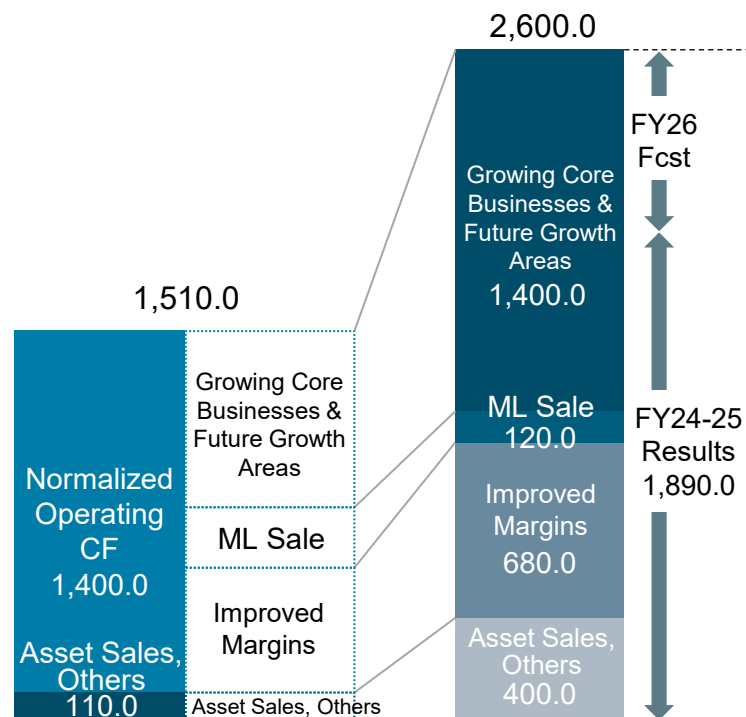 2,600.0
FY26
Fcst
Growing Core
Businesses &
Future Growth
Areas
1,400.0
1,510.0
Growing Core
Businesses &
Future Growth
Areas
ML Sale
120.0
FY24-25
Results
1,890.0
Normalized
Operating
CF
1,400.0
ML Sale
Improved
Margins
680.0
Improved
Margins
Asset Sales,
Others
110.0
Asset Sales, Others
Asset Sales,
Others
400.0